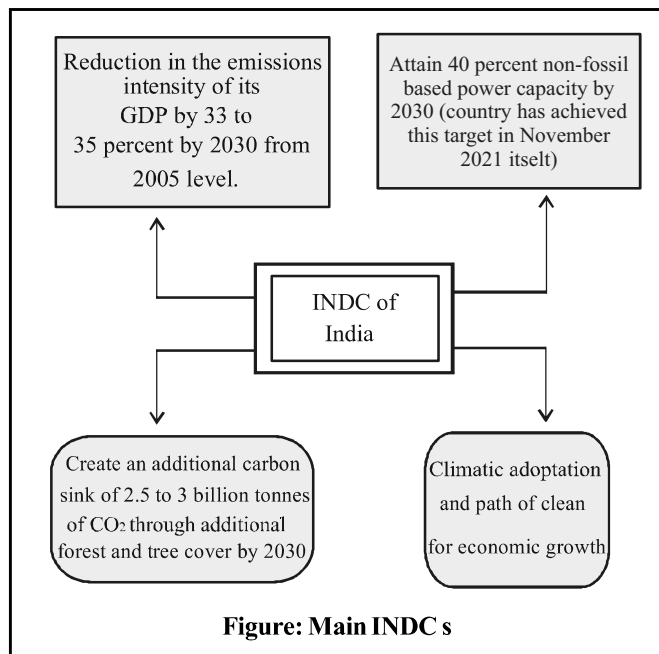 Reduction in the emissions
intensity of its
GDP by 33 to
35 percent by 2030 from
2005 level.
Attain 40 percent non-fossil
based power capacity by
2030 (country has achieved
this target in November
2021 itselt)
INDC of
India
Create an additional carbon
sink of 2.5 to 3 billion tonnes
of CO₂ through additional
forest and tree cover by 2030
Climatic adoption
and path of clean
for economic growth
Figure: Main INDC s